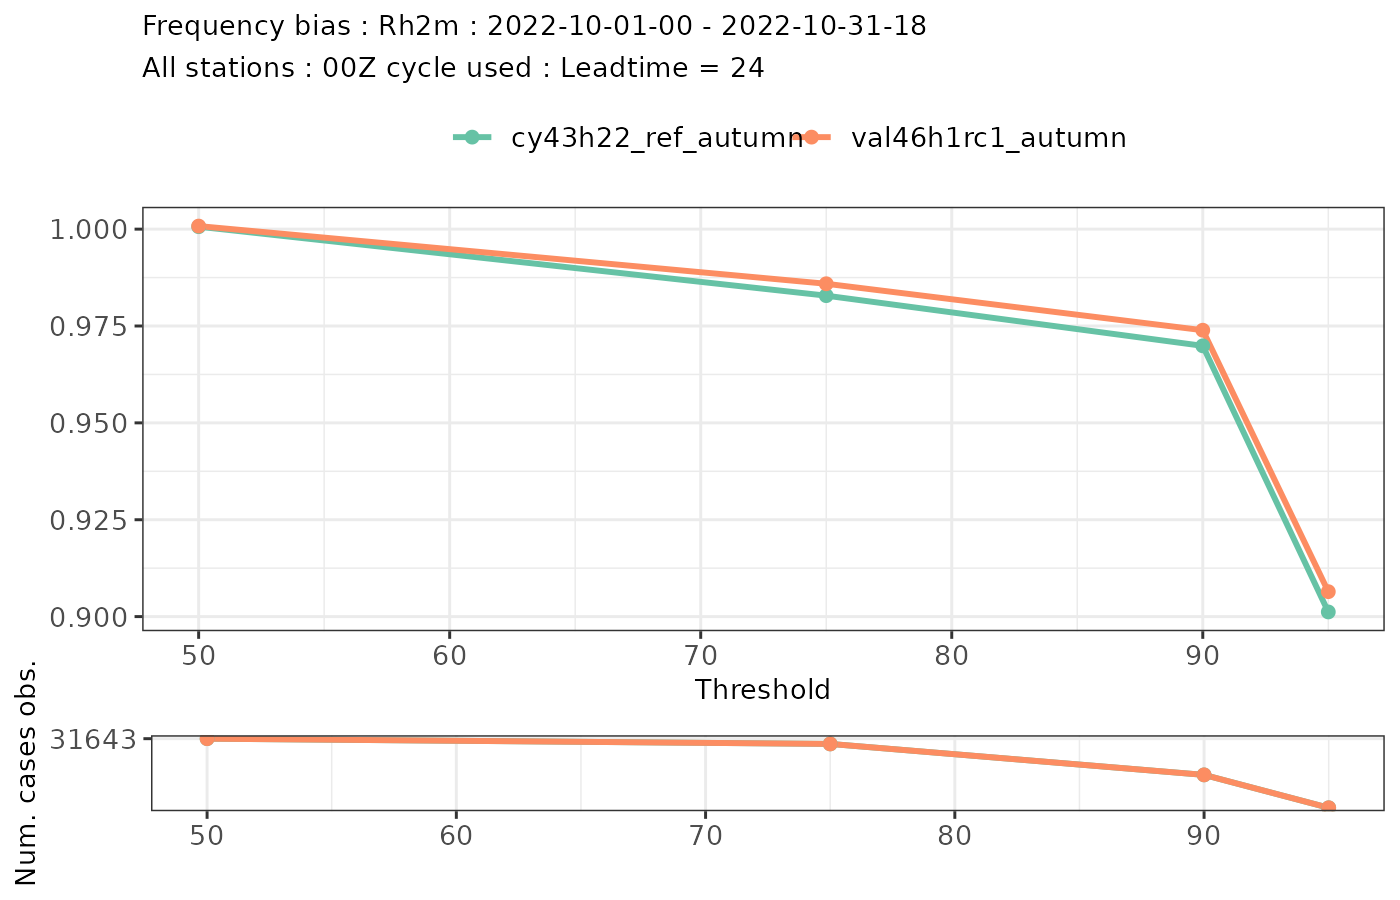 Frequency bias : Rh2m : 2022-10-01-00 - 2022-10-31-18
All stations : 00Z cycle used : Leadtime = 24
cy43h22_ref_autumn val46h1rc1_autumn
1.000
0.975
0.950
0.925
0.900
50 60 70 80 90
Threshold
Num. cases obs.
31643
50 60 70 80 90